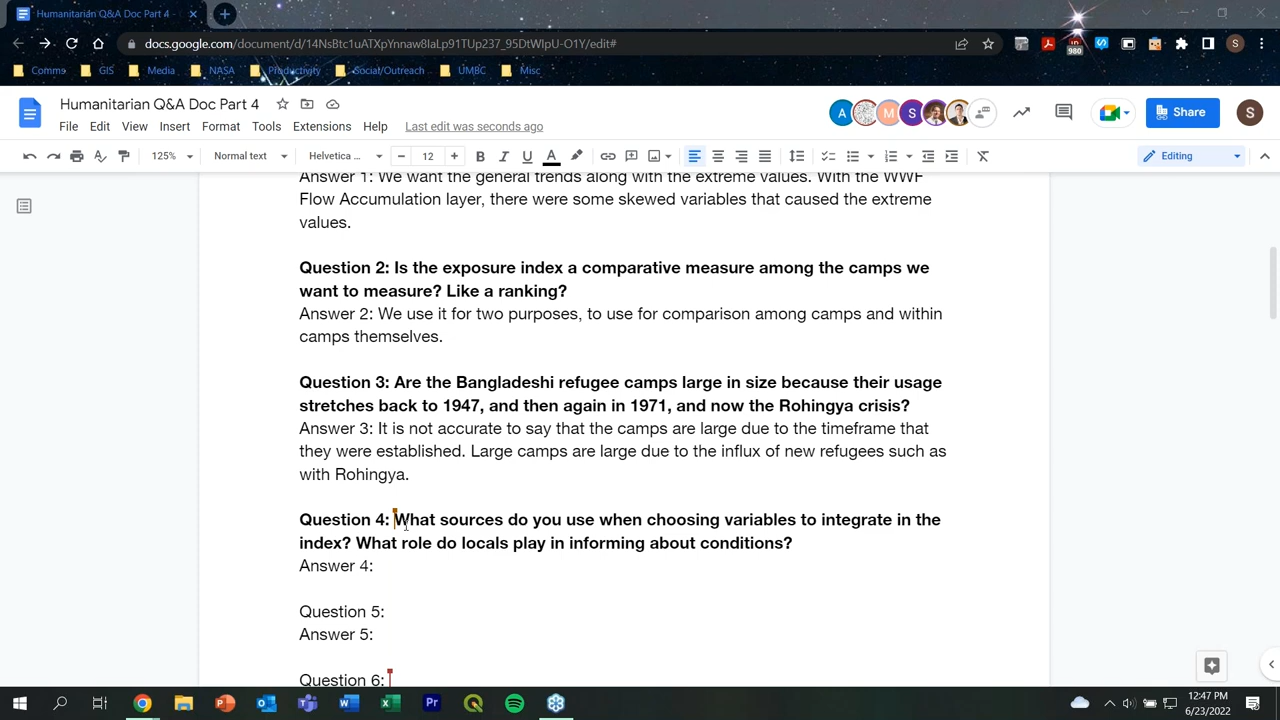 Humanitarian Q&A Doc Part 4 -
docs.google.com/document/d/14NsBtc1uATXpYnnaw8IaLp91TUp237_95DtWIpU-O1Y/edit#
980
S
Comms GIS Media NASA Productivity Social/Outreach UMBC Misc
Humanitarian Q&A Doc Part 4
A M S Share S
File Edit View Insert Format Tools Extensions Help Last edit was seconds ago
125% Normal text Helvetica ... 12 B I U A Editing
Answer 1: We want the general trends along with the extreme values. With the WWF
Flow Accumulation layer, there were some skewed variables that caused the extreme
values.
Question 2: Is the exposure index a comparative measure among the camps we
want to measure? Like a ranking?
Answer 2: We use it for two purposes, to use for comparison among camps and within
camps themselves.
Question 3: Are the Bangladeshi refugee camps large in size because their usage
stretches back to 1947, and then again in 1971, and now the Rohingya crisis?
Answer 3: It is not accurate to say that the camps are large due to the timeframe that
they were established. Large camps are large due to the influx of new refugees such as
with Rohingya.
Question 4: What sources do you use when choosing variables to integrate in the
index? What role do locals play in informing about conditions?
Answer 4:
Question 5:
Answer 5:
Question 6:
12:47 PM
6/23/2022